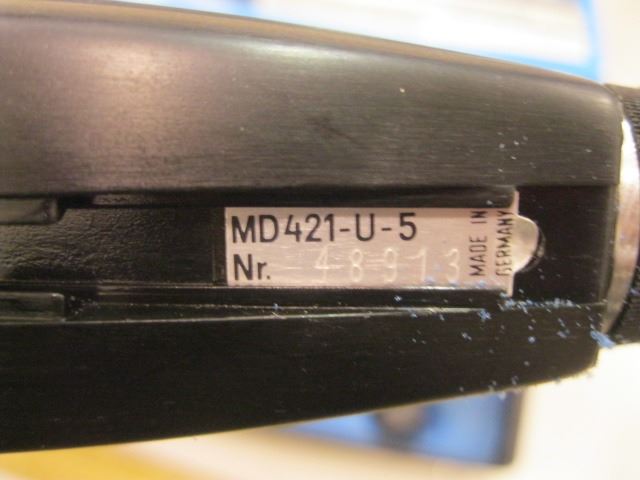 MD421-U-5
Nr. 48913
MADE IN
GERMANY